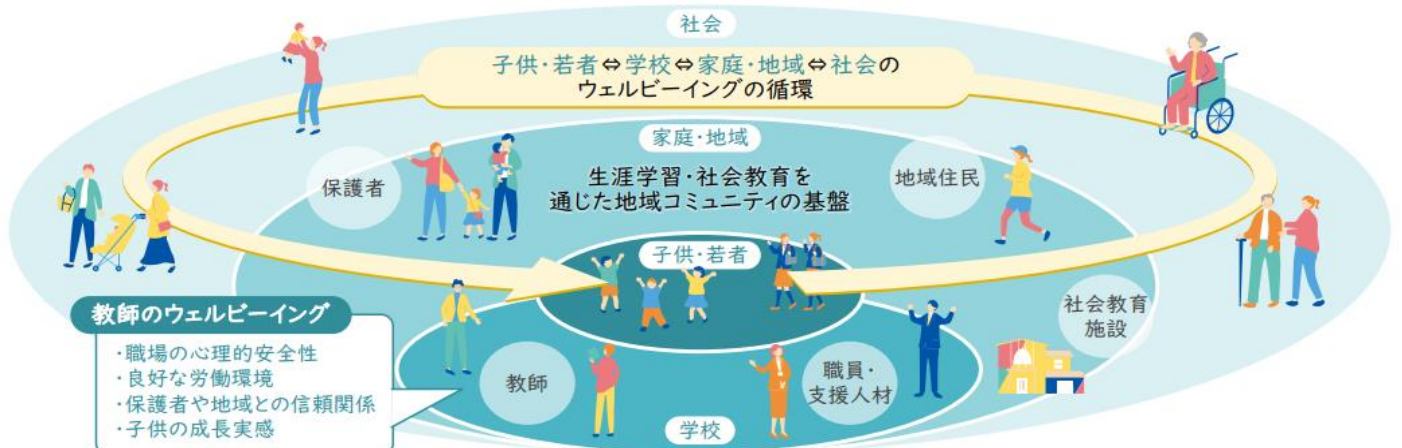 社会
子供・若者⇔学校⇔家庭・地域⇔社会の
ウェルビーイングの循環
家庭・地域
生涯学習・社会教育を
通じた地域コミュニティの基盤
保護者
地域住民
子供・若者
社会教育
施設
教師のウェルビーイング
・職場の心理的安全性
・良好な労働環境
・保護者や地域との信頼関係
・子供の成長実感
教師
職員・
支援人材
学校